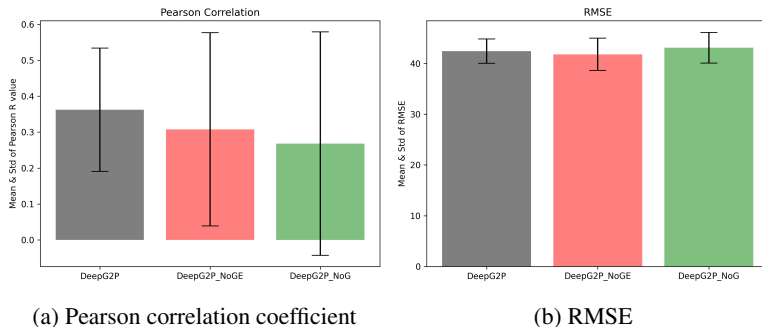 Pearson Correlation
Mean & Std of Pearson R value
0.6
0.5
0.4
0.3
0.2
0.1
0.0
DeepG2P
DeepG2P_NoGE
DeepG2P_NoG
(a) Pearson correlation coefficient
RMSE
Mean & Std of RMSE
40
30
20
10
0
DeepG2P
DeepG2P_NoGE
DeepG2P_NoG
(b) RMSE